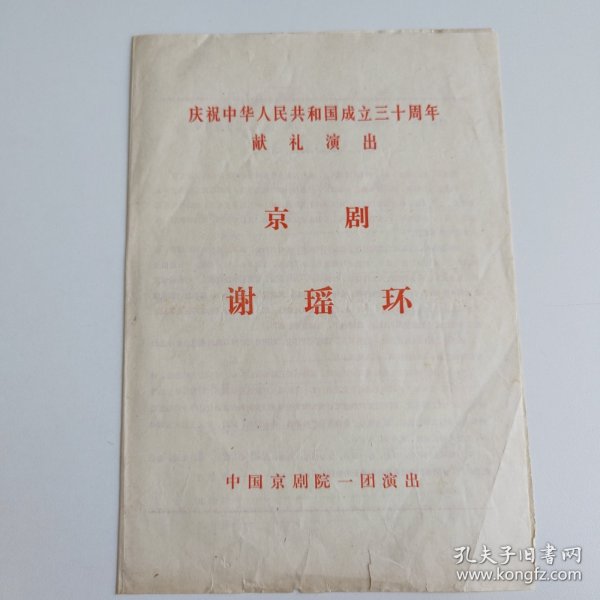 庆祝中华人民共和国成立三十周年
献礼演出
京剧
谢瑶环
中国京剧院一团演出
孔夫子旧书网
www.kongfz.com